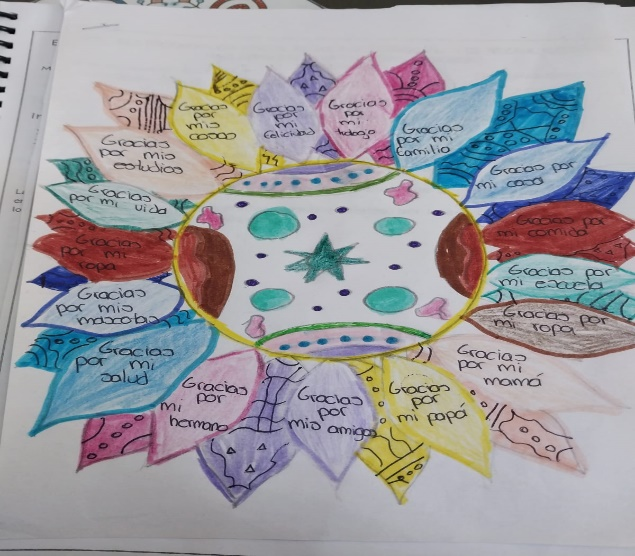 Gracias
por
mis
cosas
Gracias
por
mi
felicidad
Gracias
por
mi
trabajo
Gracias
por mi
familia
Gracias por
mi casa
Gracias por
mi comida
Gracias por
mi escuela
Gracias por
mi ropa
Gracias
por mi
mamá
Gracias
por
mi papá
Gracias
por
mis amigos
Gracias
por
mi
hermano
Gracias
por mi
salud
Gracias
por mis
mascotas
Gracias
por mi
ropa
Gracias
por mi vida
Gracias
por mis
estudios